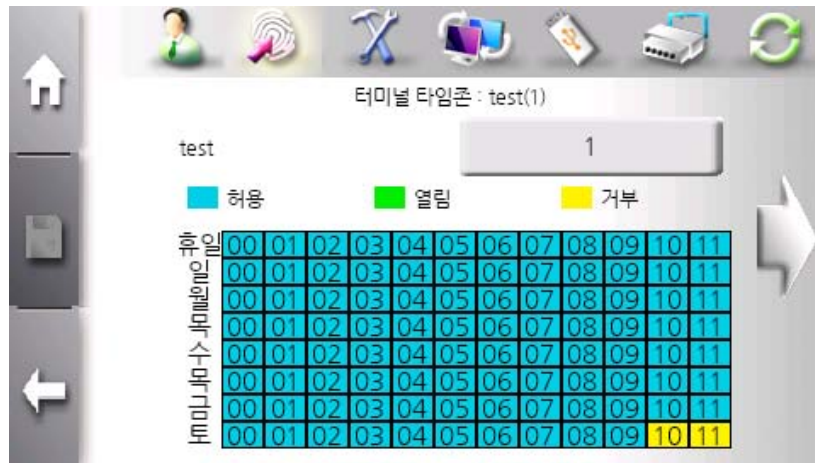 터미널 타임존 : test(1)
test 1
허용 열림 거부
휴일 00 01 02 03 04 05 06 07 08 09 10 11
일 00 01 02 03 04 05 06 07 08 09 10 11
월 00 01 02 03 04 05 06 07 08 09 10 11
목 00 01 02 03 04 05 06 07 08 09 10 11
수 00 01 02 03 04 05 06 07 08 09 10 11
목 00 01 02 03 04 05 06 07 08 09 10 11
금 00 01 02 03 04 05 06 07 08 09 10 11
토 00 01 02 03 04 05 06 07 08 09 10 11